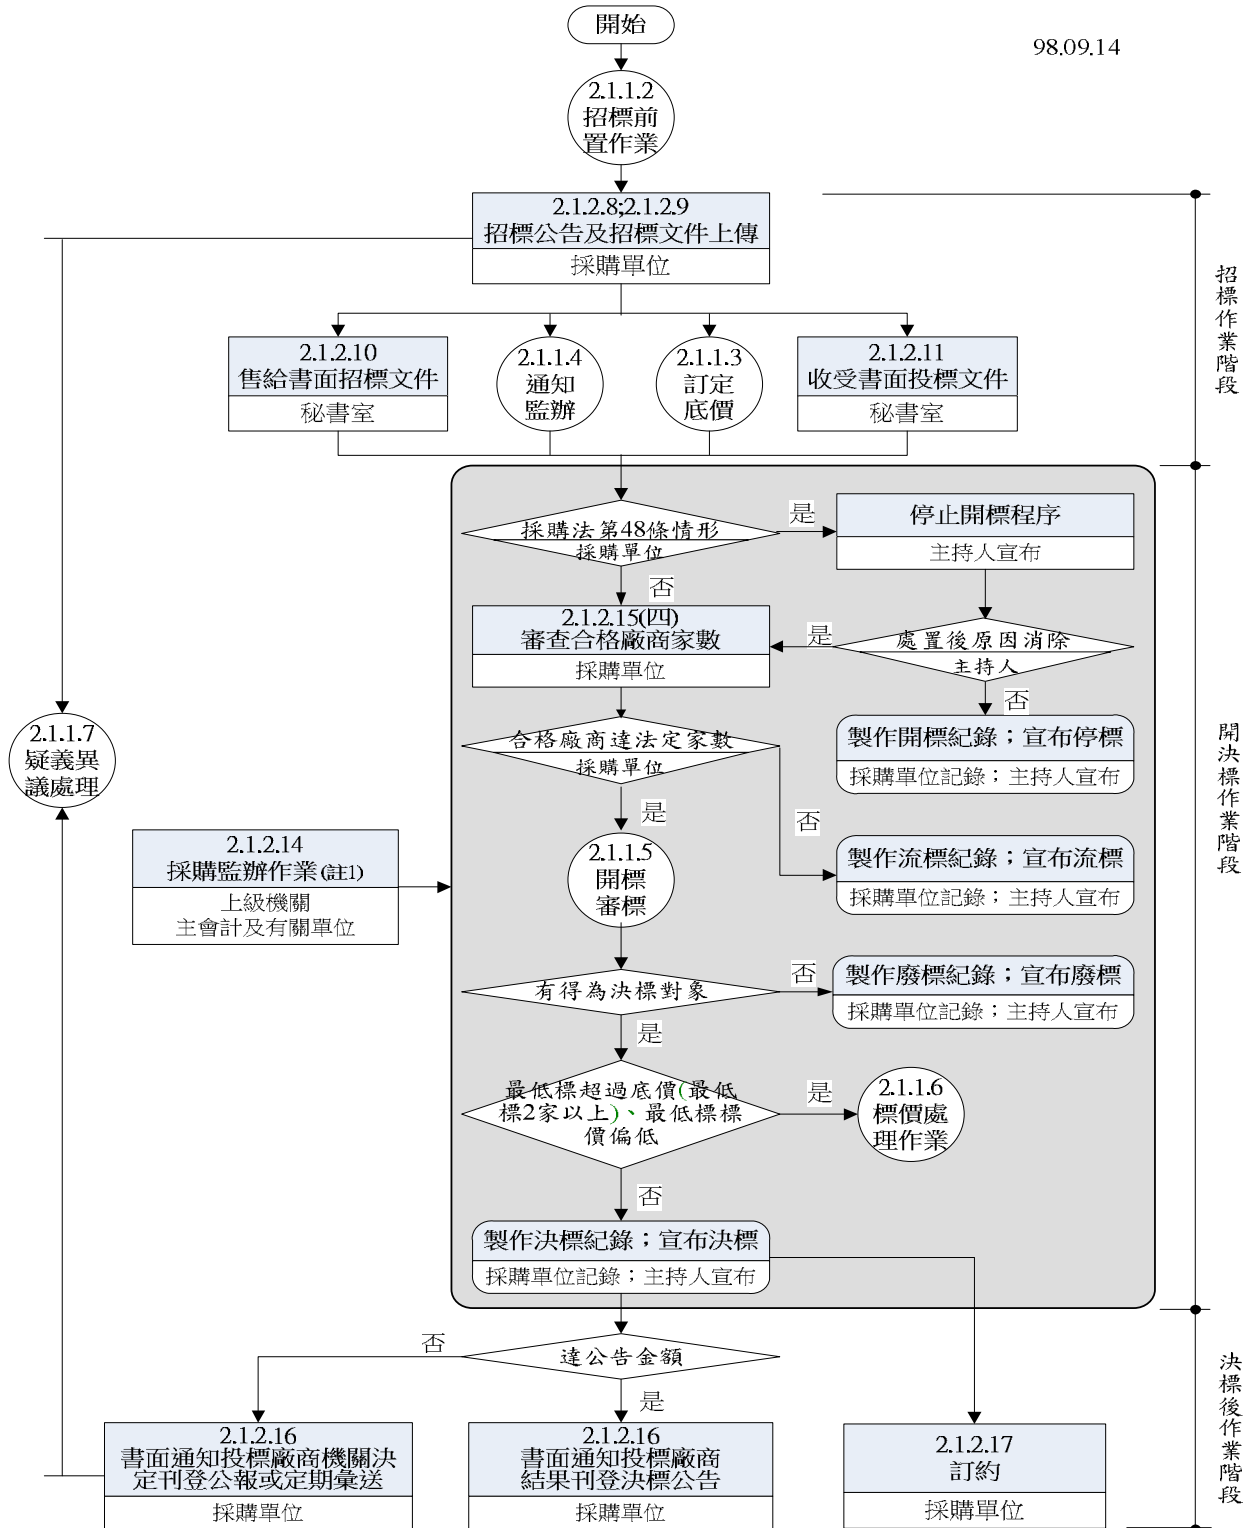 開始
98.09.14
2.1.1.2
招標前
置作業
2.1.2.8;2.1.2.9
招標公告及招標文件上傳
採購單位
招標作業階段
2.1.2.10
售給書面招標文件
秘書室
2.1.1.4
通知
監辦
2.1.1.3
訂定
底價
2.1.2.11
收受書面投標文件
秘書室
採購法第48條情形
採購單位
是
停止開標程序
主持人宣布
否
2.1.2.15(四)
審查合格廠商家數
採購單位
是
處置後原因消除
主持人
否
製作開標紀錄；宣布停標
採購單位記錄；主持人宣布
開決標作業階段
2.1.1.7
疑義異
議處理
合格廠商達法定家數
採購單位
是
否
2.1.2.14
採購監辦作業(註1)
上級機關
主會計及有關單位
2.1.1.5
開標
審標
製作流標紀錄；宣布流標
採購單位記錄；主持人宣布
有得為決標對象
否
製作廢標紀錄；宣布廢標
採購單位記錄；主持人宣布
是
最低標超過底價(最低
標2家以上)、最低標標
價偏低
是
2.1.1.6
標價處
理作業
否
製作決標紀錄；宣布決標
採購單位記錄；主持人宣布
達公告金額
否
是
決標後作業階段
2.1.2.16
書面通知投標廠商機關決
定刊登公報或定期彙送
採購單位
2.1.2.16
書面通知投標廠商
結果刊登決標公告
採購單位
2.1.2.17
訂約
採購單位